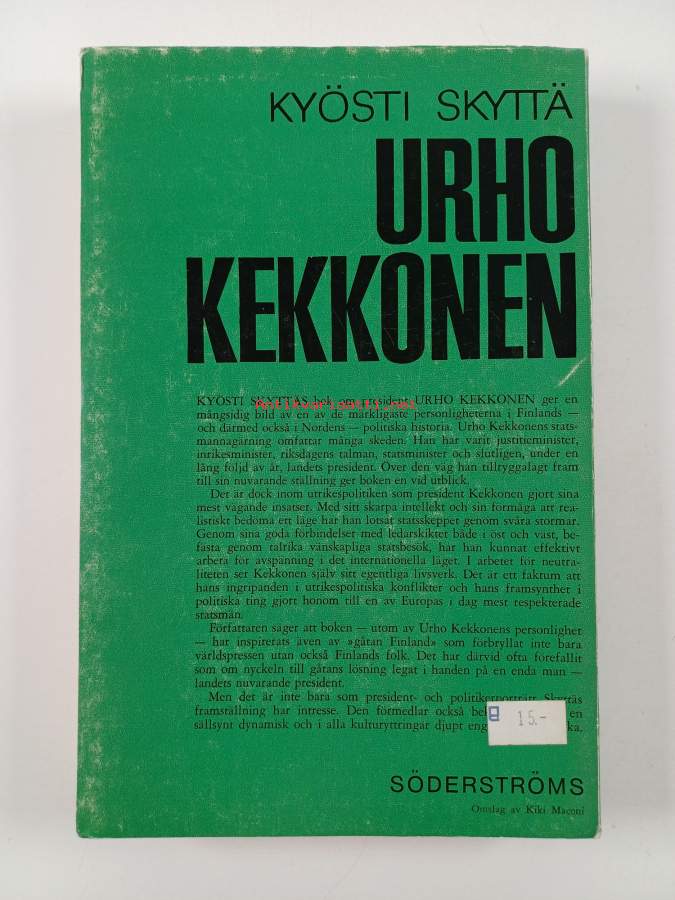 KYÖSTI SKYTTÄ
URHO
KEKKONEN
KYÖSTI SKYTTÄS bok om president URHO KEKKONEN ger en
Antikvariaatti.net
mångsidig bild av en av de märkligaste personligheterna i Finlands —
och därmed också i Nordens — politiska historia. Urho Kekkonens stats-
mannagärning omfattar många skeden. Han har varit justitieminister,
inrikesminister, riksdagens talman, statsminister och slutligen, under en
lång följd av år, landets president. Över den väg han tillryggalagt fram
till sin nuvarande ställning ger boken en vid utblick.
Det är dock inom utrikespolitiken som president Kekkonen gjort sina
mest vägande insatser. Med sitt skarpa intellekt och sin förmåga att rea-
listiskt bedöma ett läge har han lotsat statsskeppet genom svåra stormar.
Genom sina goda förbindelser med ledarskiktet både i öst och väst, be-
fästa genom talrika vänskapliga statsbesök, har han kunnat effektivt
arbeta för avspänning i det internationella läget. I arbetet för neutra-
liteten ser Kekkonen själv sitt egentliga livsverk. Det är ett faktum att
hans ingripanden i utrikespolitiska konflikter och hans framsynthet i
politiska ting gjort honom till en av Europas i dag mest respekterade
statsmän.
Författaren säger att boken — utom av Urho Kekkonens personlighet
— har inspirerats även av »gåtan Finland» som förbryllat inte bara
världspressen utan också Finlands folk. Det har därvid ofta förefallit
som om nyckeln till gåtans lösning legat i handen på en enda man —
landets nuvarande president.
Men det är inte bara som president- och politikerporträtt Skyttäs
framställning har intresse. Den förmedlar också en
sällsynt dynamisk och i alla kulturyttringar djupt
15.-
SÖDERSTRÖMS
Omslag av Kiki Maconi